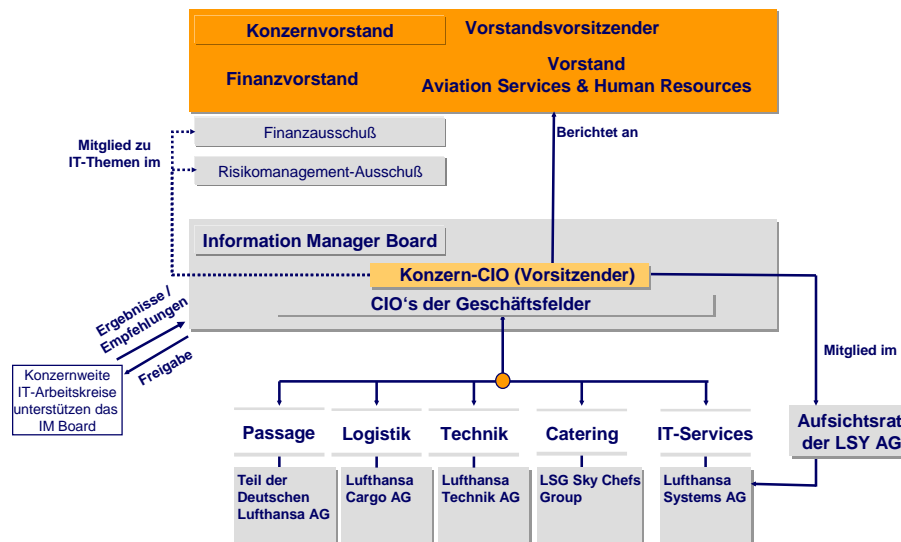 Konzernvorstand
Vorstandsvorsitzender
Finanzvorstand
Vorstand
Aviation Services & Human Resources
Mitglied zu
IT-Themen im
Finanzausschuß
Risikomanagement-Ausschuß
Berichtet an
Information Manager Board
Konzern-CIO (Vorsitzender)
CIO‘s der Geschäftsfelder
Ergebnisse /
Empfehlungen
Freigabe
Konzernweite
IT-Arbeitskreise
unterstützen das
IM Board
Mitglied im
Aufsichtsrat
der LSY AG
Passage
Logistik
Technik
Catering
IT-Services
Teil der
Deutschen
Lufthansa AG
Lufthansa
Cargo AG
Lufthansa
Technik AG
LSG Sky Chefs
Group
Lufthansa
Systems AG